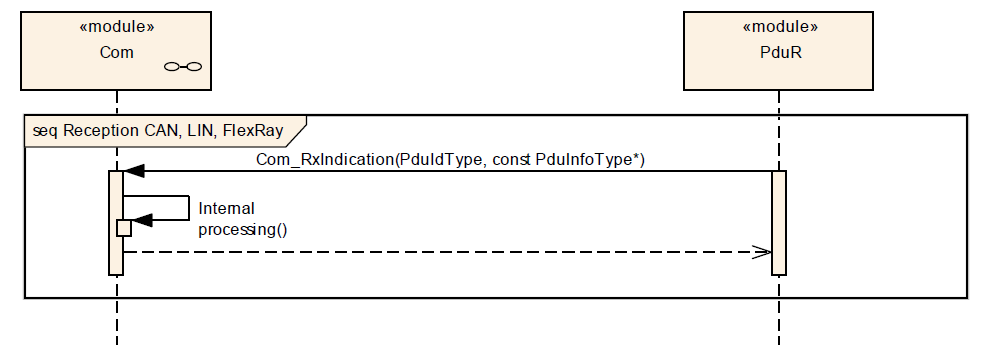 «module»
Com
«module»
PduR
seq Reception CAN, LIN, FlexRay
Com_RxIndication(PduIdType, const PduInfoType*)
Internal
processing()